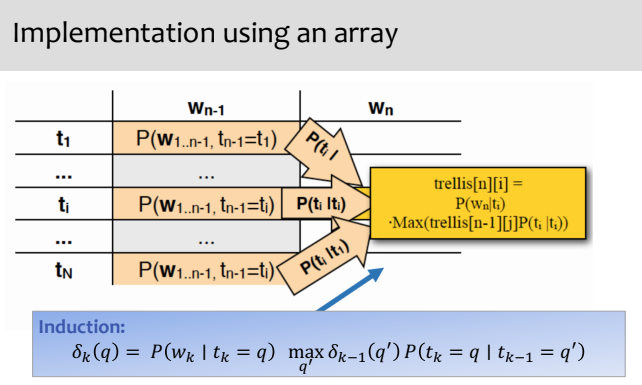 Implementation using an array
wn-1 wn
t1 P(w1..n-1, tn-1=t1) P(ti |
... ...
ti P(w1..n-1, tn-1=ti) P(ti |ti)
... ...
tN P(w1..n-1, tn-1=ti) P(ti |t1)
trellis[n][i] =
P(wn|ti)
·Max(trellis[n-1][j]P(ti |ti))
Induction:
δk(q) = P(wk | tk = q) max q′ δk−1(q′) P(tk = q | tk−1 = q′)